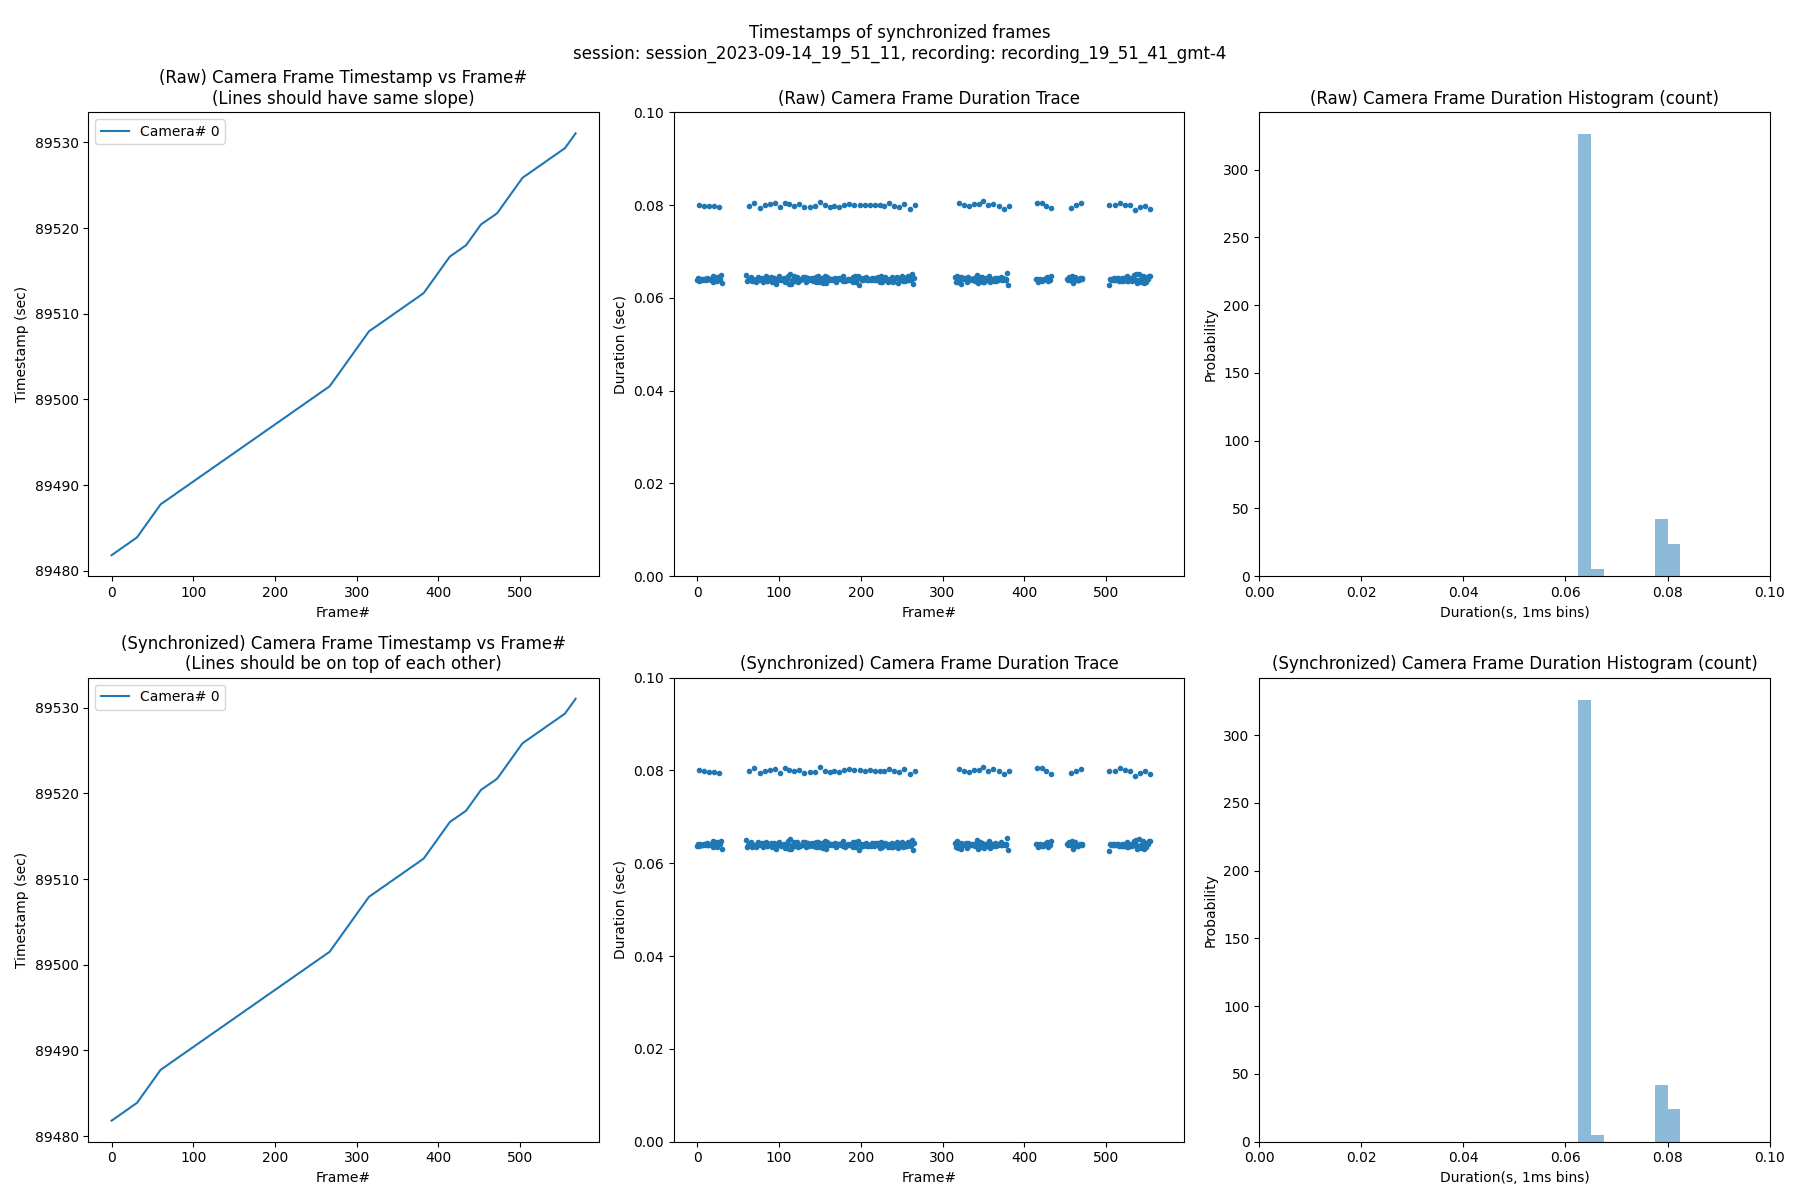 Timestamps of synchronized frames
session: session_2023-09-14_19_51_11, recording: recording_19_51_41_gmt-4
(Raw) Camera Frame Timestamp vs Frame#
(Lines should have same slope)
Camera# 0
89530
89520
89510
89500
89490
89480
Timestamp (sec)
0 100 200 300 400 500
Frame#
(Raw) Camera Frame Duration Trace
0.10
0.08
0.06
0.04
0.02
0.00
Duration (sec)
0 100 200 300 400 500
Frame#
(Raw) Camera Frame Duration Histogram (count)
300
250
200
150
100
50
0
Probability
0.00 0.02 0.04 0.06 0.08 0.10
Duration(s, 1ms bins)
(Synchronized) Camera Frame Timestamp vs Frame#
(Lines should be on top of each other)
Camera# 0
89530
89520
89510
89500
89490
89480
Timestamp (sec)
0 100 200 300 400 500
Frame#
(Synchronized) Camera Frame Duration Trace
0.10
0.08
0.06
0.04
0.02
0.00
Duration (sec)
0 100 200 300 400 500
Frame#
(Synchronized) Camera Frame Duration Histogram (count)
300
250
200
150
100
50
0
Probability
0.00 0.02 0.04 0.06 0.08 0.10
Duration(s, 1ms bins)